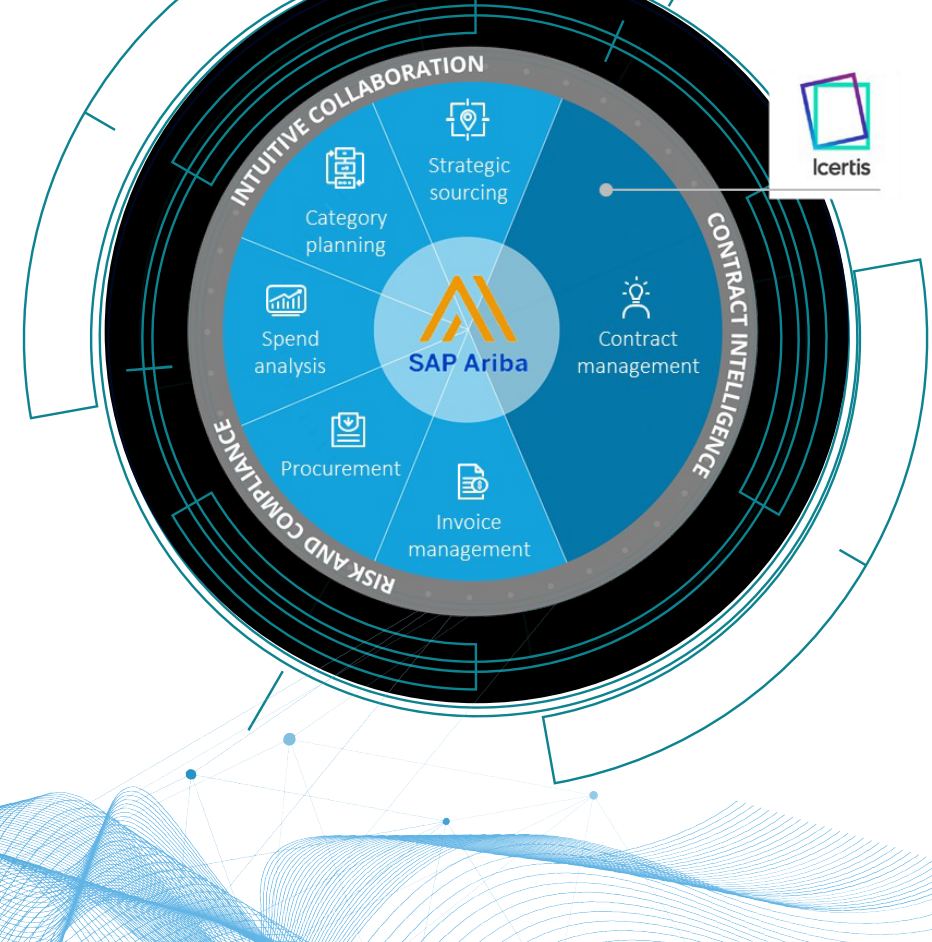 INTUITIVE COLLABORATION
Icertis
Strategic
sourcing
Category
planning
CONTRACT INTELLIGENCE
Spend
analysis
SAP Ariba
Contract
management
Procurement
RISK AND COMPLIANCE
Invoice
management